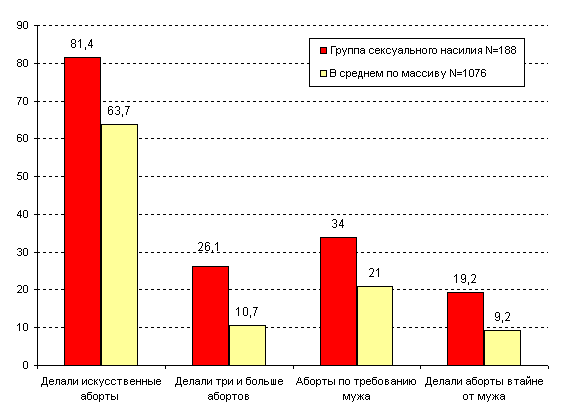 90
80
70
60
50
40
30
20
10
0
Группа сексуального насилия N=188
В среднем по массиву N=1076
81,4
63,7
26,1
10,7
34
21
19,2
9,2
Делали искусственные
аборты
Делали три и больше
абортов
Аборты по требованию
мужа
Делали аборты втайне
от мужа